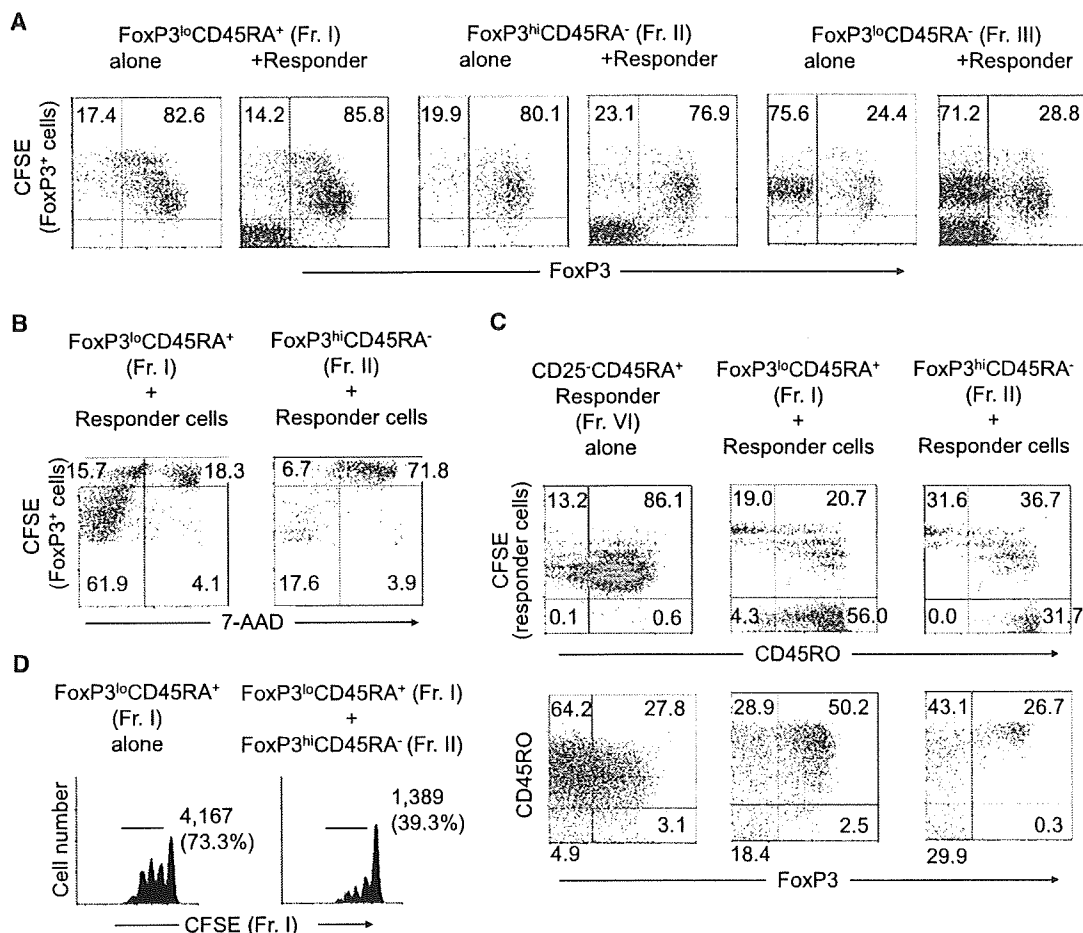 A
FoxP3ˡᵒCD45RA⁺ (Fr. I)
alone +Responder
FoxP3ʰⁱCD45RA⁻ (Fr. II)
alone +Responder
FoxP3ˡᵒCD45RA⁻ (Fr. III)
alone +Responder
CFSE
(FoxP3⁺ cells)
17.4 82.6
14.2 85.8
19.9 80.1
23.1 76.9
75.6 24.4
71.2 28.8
FoxP3
B
FoxP3ˡᵒCD45RA⁺
(Fr. I)
+
Responder cells
FoxP3ʰⁱCD45RA⁻
(Fr. II)
+
Responder cells
CFSE
(FoxP3⁺ cells)
15.7 18.3
61.9 4.1
6.7 71.8
17.6 3.9
7-AAD
C
CD25⁻CD45RA⁺
Responder
(Fr. VI)
alone
FoxP3ˡᵒCD45RA⁺
(Fr. I)
+
Responder cells
FoxP3ʰⁱCD45RA⁻
(Fr. II)
+
Responder cells
CFSE
(responder cells)
13.2 86.1
0.1 0.6
19.0 20.7
4.3 56.0
31.6 36.7
0.0 31.7
CD45RO
CD45RO
64.2 27.8
4.9 3.1
28.9 50.2
18.4 2.5
43.1 26.7
29.9 0.3
FoxP3
D
FoxP3ˡᵒCD45RA⁺
(Fr. I)
alone
FoxP3ˡᵒCD45RA⁺ (Fr. I)
+
FoxP3ʰⁱCD45RA⁻ (Fr. II)
Cell number
4,167
(73.3%)
1,389
(39.3%)
CFSE (Fr. I)